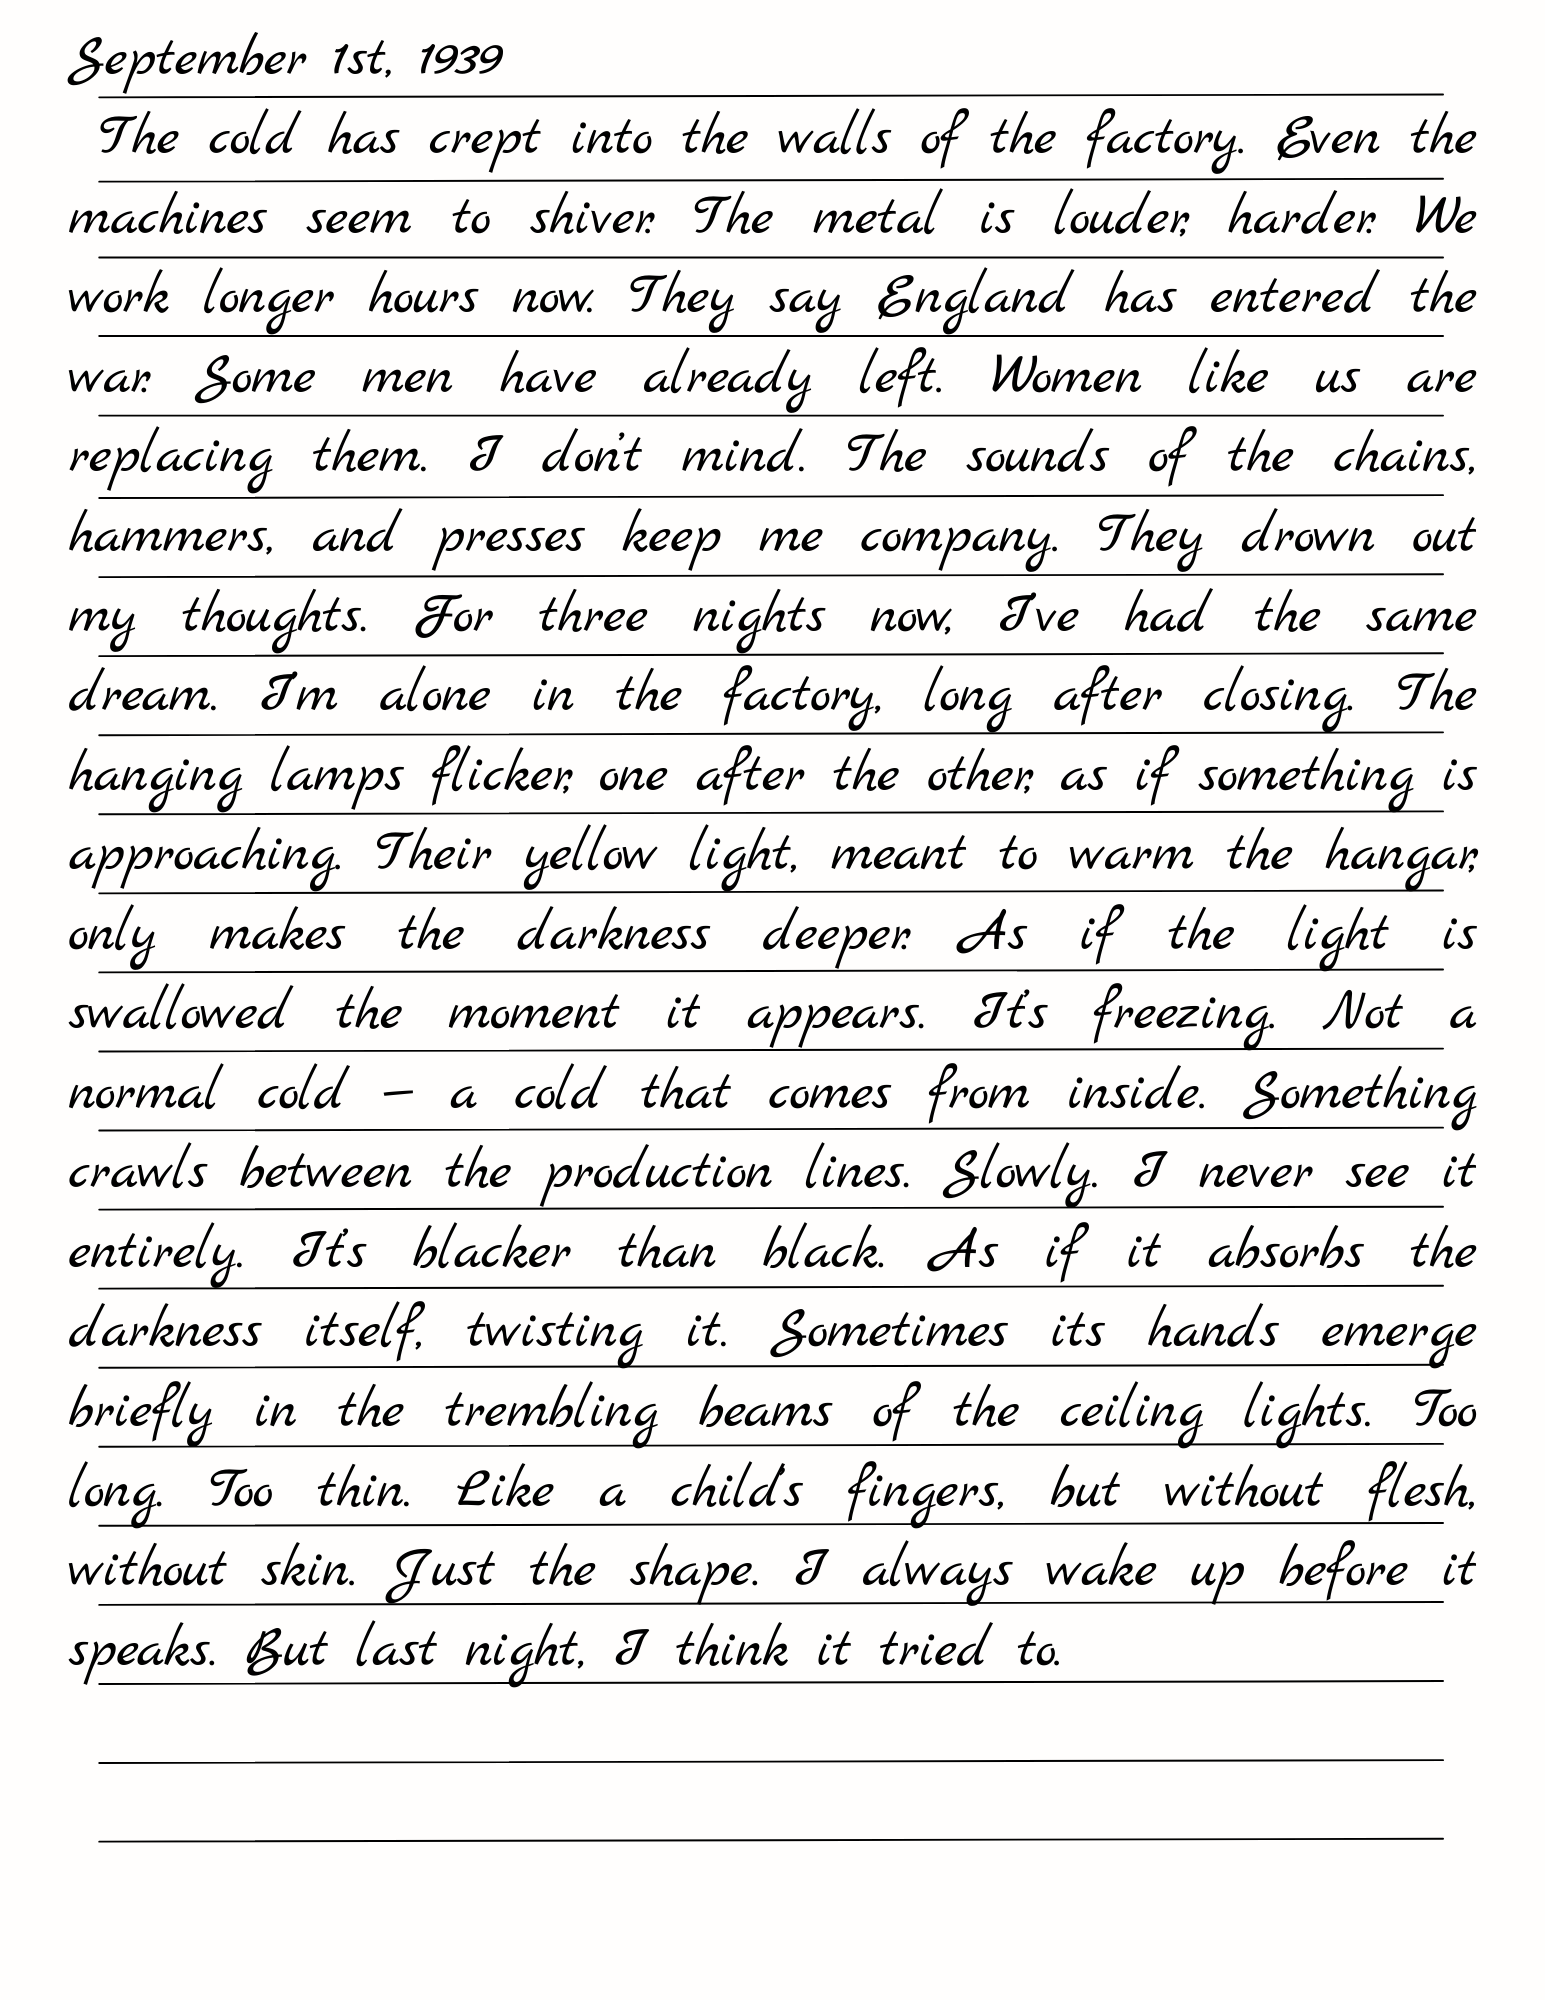 September 1st, 1939
The cold has crept into the walls of the factory. Even the
machines seem to shiver. The metal is louder, harder. We
work longer hours now. They say England has entered the
war. Some men have already left. Women like us are
replacing them. I don't mind. The sounds of the chains,
hammers, and presses keep me company. They drown out
my thoughts. For three nights now, I've had the same
dream. I'm alone in the factory, long after closing. The
hanging lamps flicker, one after the other, as if something is
approaching. Their yellow light, meant to warm the hangar,
only makes the darkness deeper. As if the light is
swallowed the moment it appears. It's freezing. Not a
normal cold — a cold that comes from inside. Something
crawls between the production lines. Slowly. I never see it
entirely. It's blacker than black. As if it absorbs the
darkness itself, twisting it. Sometimes its hands emerge
briefly in the trembling beams of the ceiling lights. Too
long. Too thin. Like a child's fingers, but without flesh,
without skin. Just the shape. I always wake up before it
speaks. But last night, I think it tried to.